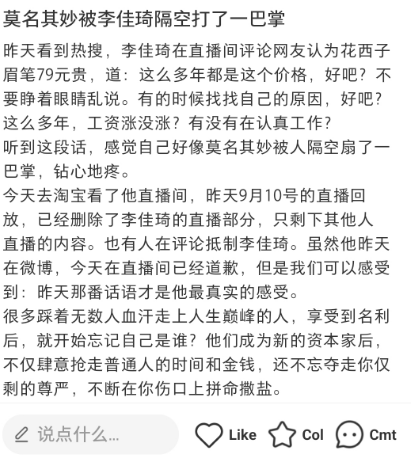 莫名其妙被李佳琦隔空打了一巴掌
昨天看到热搜，李佳琦在直播间评论网友认为花西子
眉笔79元贵，道：这么多年都是这个价格，好吧？不
要睁着眼睛乱说。有的时候找找自己的原因，好吧？
这么多年，工资涨没涨？有没有在认真工作？
听到这段话，感觉自己好像莫名其妙被人隔空扇了一
巴掌，钻心地疼。
今天去淘宝看了他直播间，昨天9月10号的直播回
放，已经删除了李佳琦的直播部分，只剩下其他人
直播的内容。也有人在评论抵制李佳琦。虽然他昨天
在微博，今天在直播间已经道歉，但是我们可以感受
到：昨天那番话语才是他最真实的感受。
很多踩着无数人血汗走上人生巅峰的人，享受到名利
后，就开始忘记自己是谁？他们成为新的资本家后，
不仅肆意抢走普通人的时间和金钱，还不忘夺走你仅
剩的尊严，不断在你伤口上拼命撒盐。
说点什么... Like Col Cmt